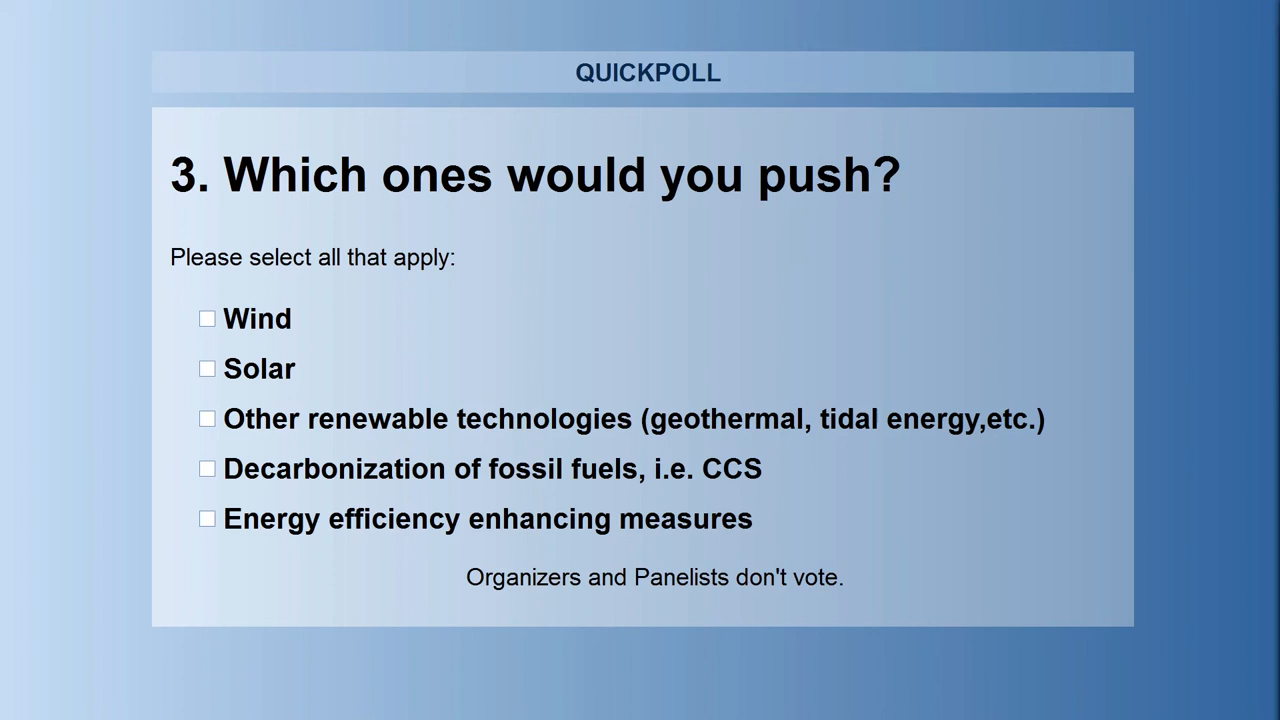 QUICKPOLL
3. Which ones would you push?
Please select all that apply:
Wind
Solar
Other renewable technologies (geothermal, tidal energy,etc.)
Decarbonization of fossil fuels, i.e. CCS
Energy efficiency enhancing measures
Organizers and Panelists don't vote.